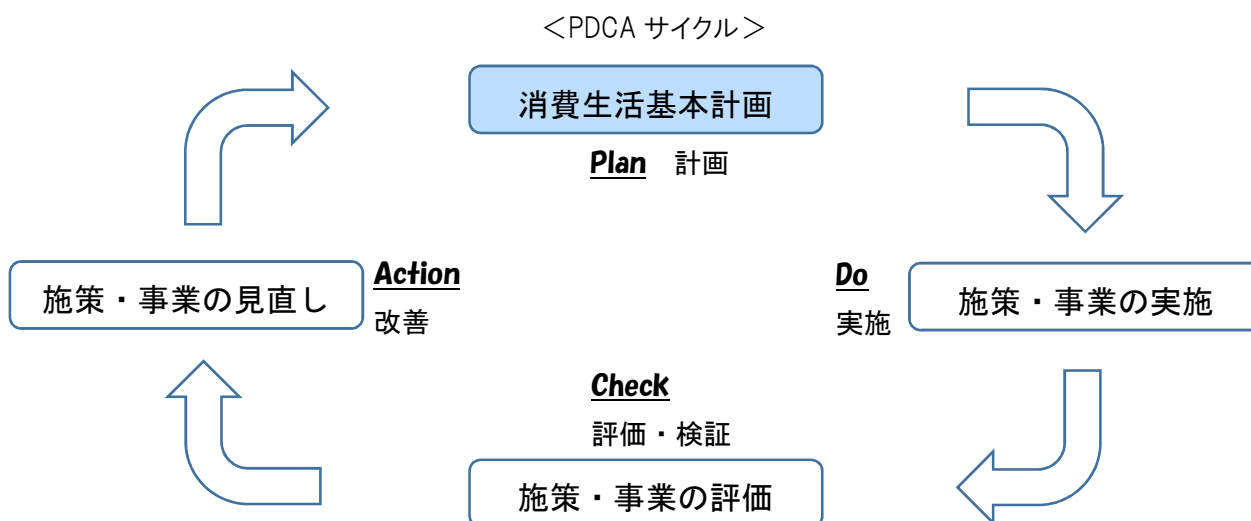 ＜PDCA サイクル＞
消費生活基本計画
Plan　計画
Do
実施
施策・事業の実施
Check
評価・検証
施策・事業の評価
Action
改善
施策・事業の見直し